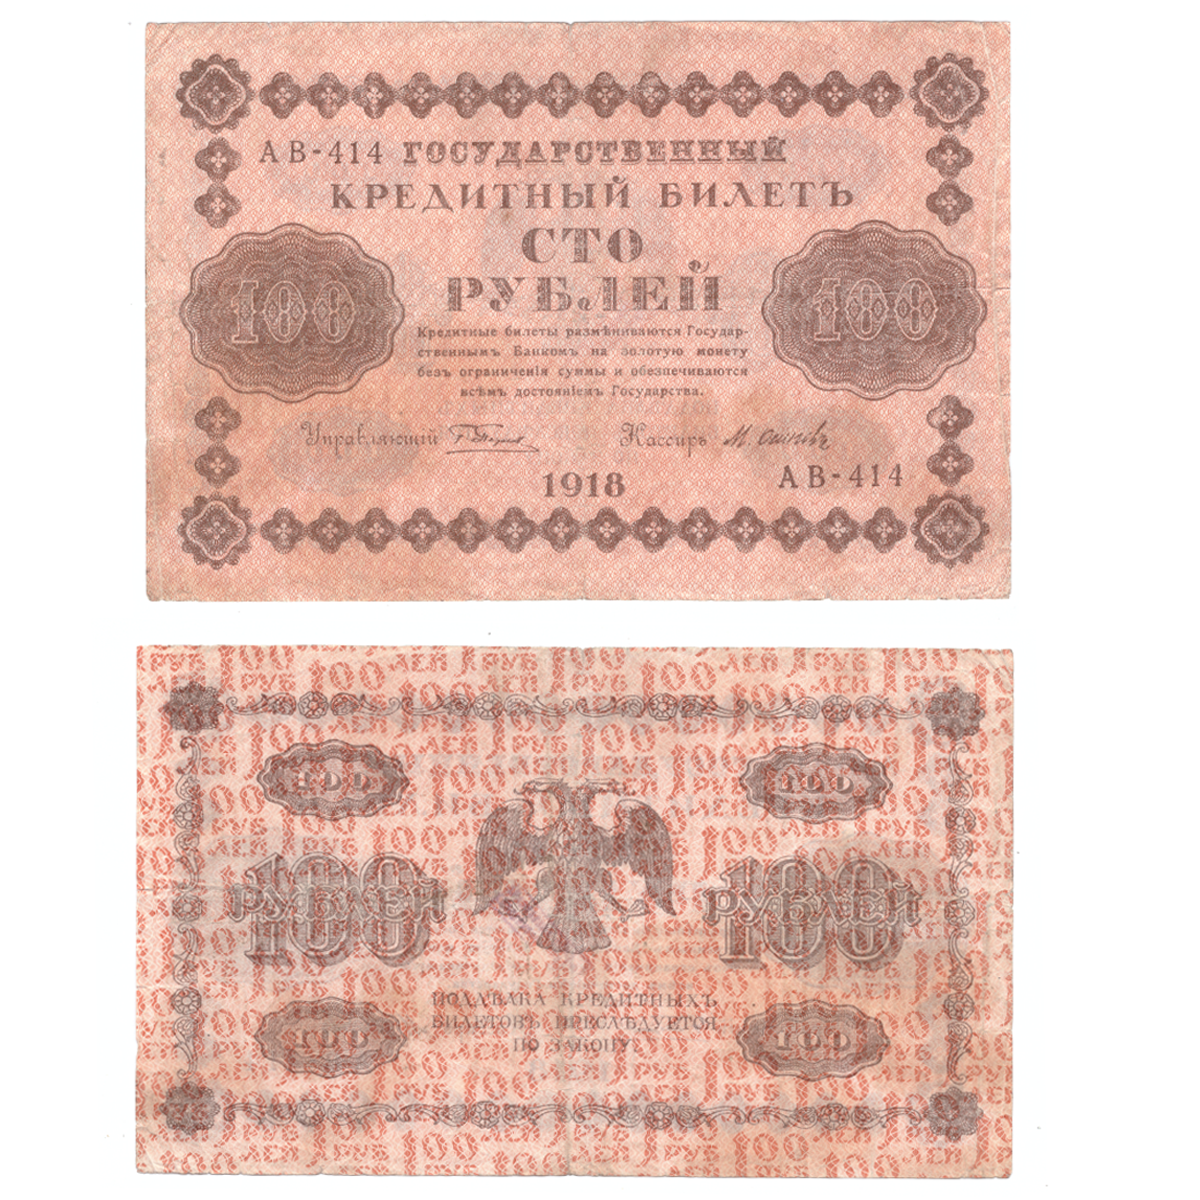 АВ-414 ГОСУДАРСТВЕННЫЙ
КРЕДИТНЫЙ БИЛЕТЪ
СТО
РУБЛЕЙ
100
100
Кредитные билеты размѣниваются Государ-
ственнымъ Банкомъ на золотую монету
безъ ограниченія суммы и обезпечиваются
всѣмъ достояніемъ Государства.
Управляющій
Кассиръ
1918
АВ-414
100
100
100
РУБЛЕЙ
100
РУБЛЕЙ
ПОДДѢЛКА КРЕДИТНЫХЪ
БИЛЕТОВЪ ПРЕСЛѢДУЕТСЯ
ПО ЗАКОНУ.
100
100